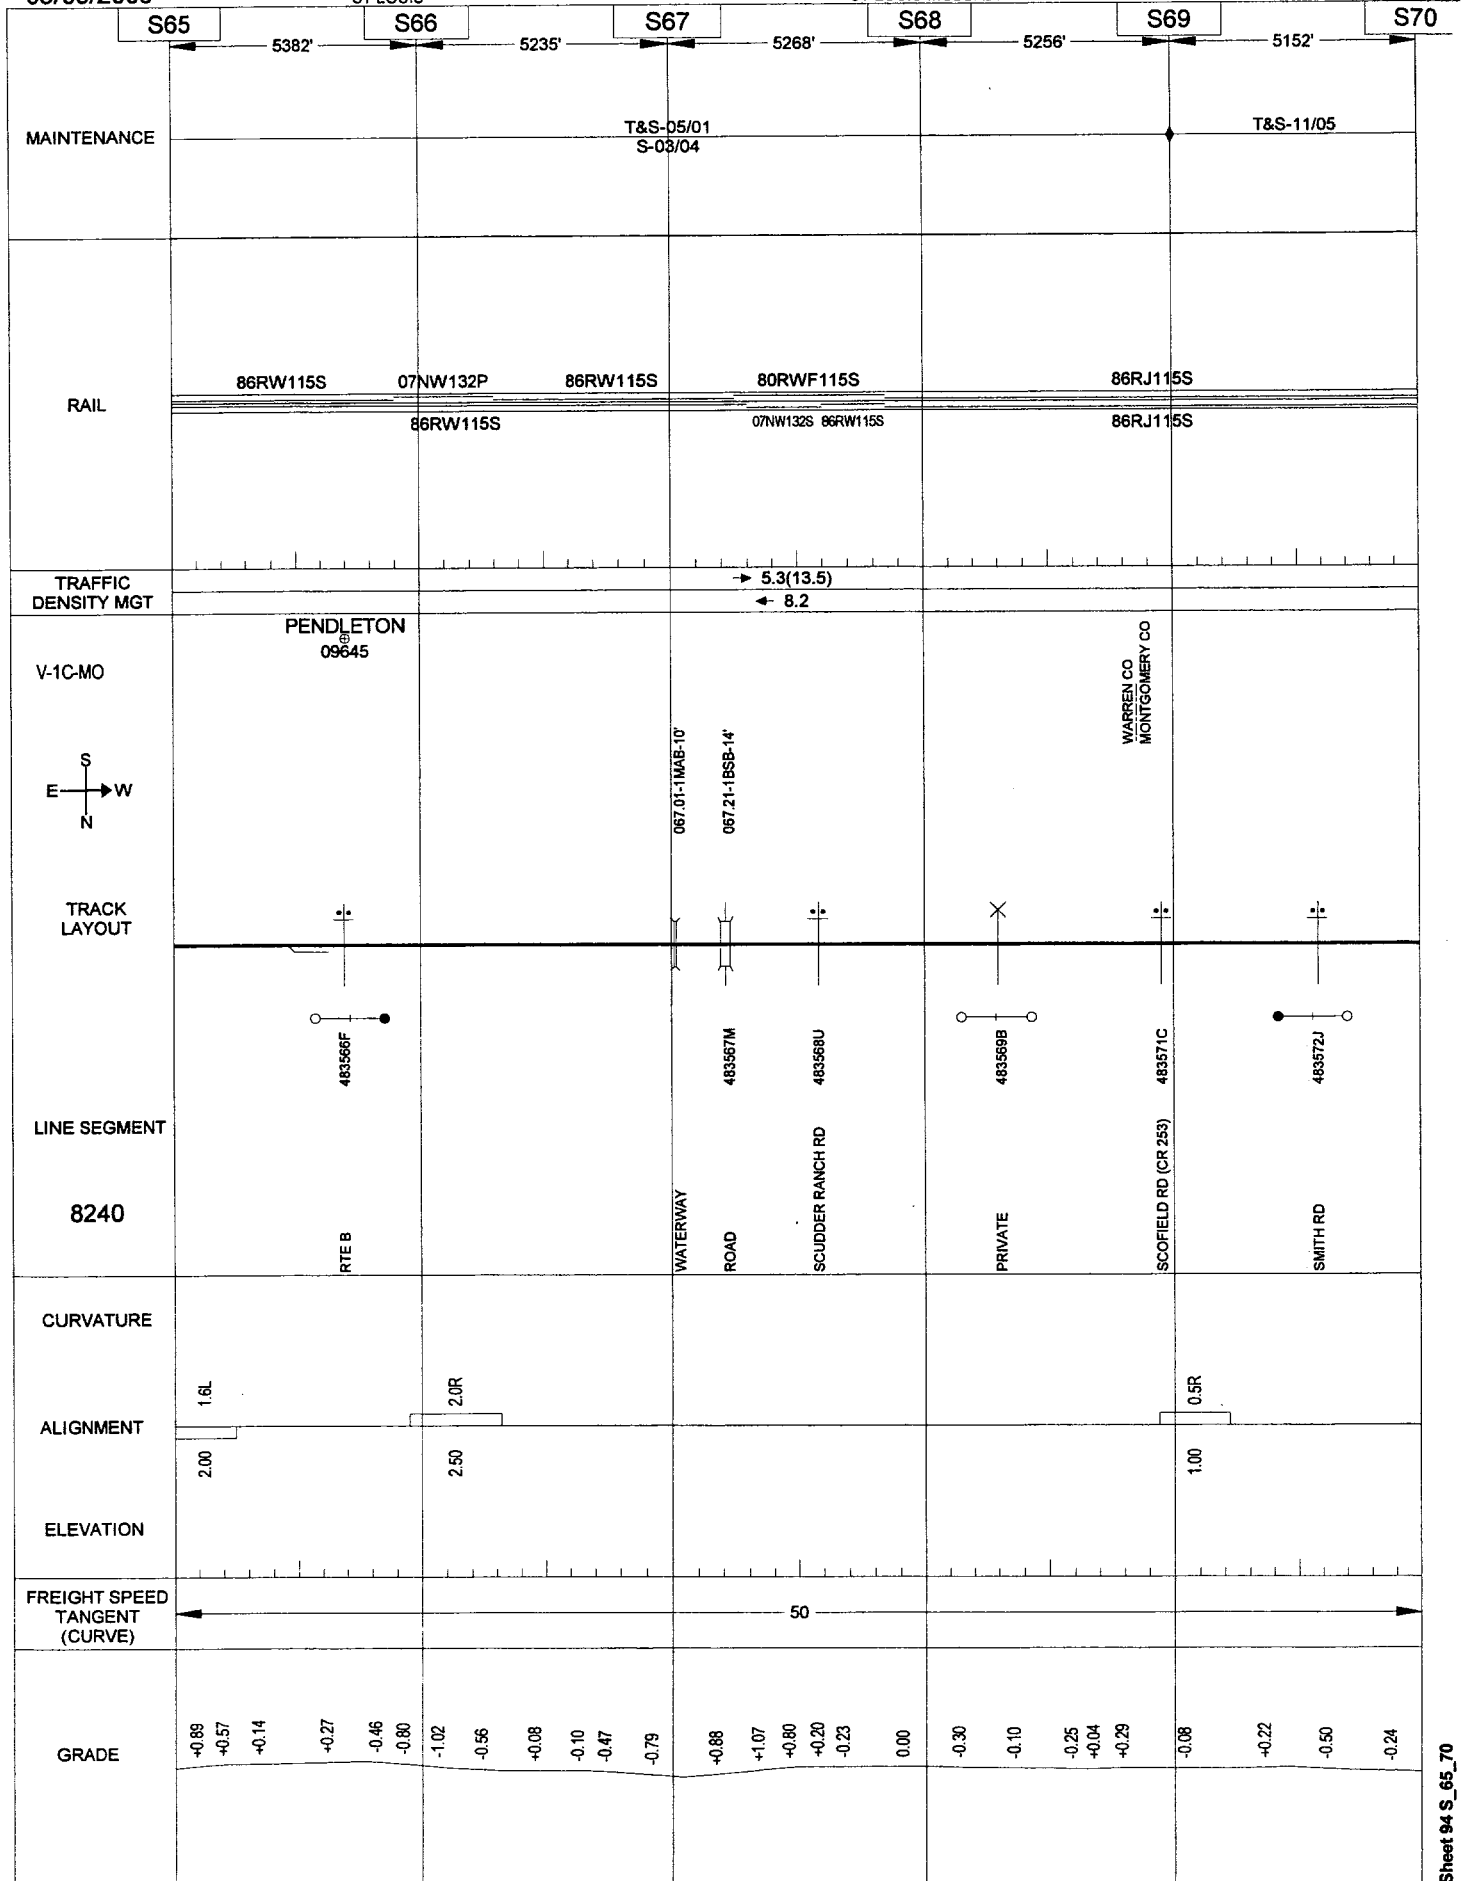 S65 S66 S67 S68 S69 S70
5382' 5235' 5268' 5256' 5152'
MAINTENANCE
T&S-05/01
S-03/04
T&S-11/05
RAIL
86RW115S 07NW132P 86RW115S 80RWF115S 86RJ115S
86RW115S 07NW132S 86RW115S 86RJ115S
TRAFFIC
DENSITY MGT
5.3(13.5)
8.2
V-1C-MO
PENDLETON
09645
WARREN CO
MONTGOMERY CO
S
E W
N
067.01-1MAB-10'
067.21-1BSB-14'
TRACK
LAYOUT
483566F
483567M
483568U
483569B
483571C
483572J
LINE SEGMENT
8240
RTE B
WATERWAY
ROAD
SCUDDER RANCH RD
PRIVATE
SCOFIELD RD (CR 253)
SMITH RD
CURVATURE
1.6L 2.0R 0.5R
ALIGNMENT
2.00 2.50 1.00
ELEVATION
FREIGHT SPEED
TANGENT
(CURVE)
50
GRADE
+0.89 +0.57 +0.14 +0.27 -0.46 -0.80 -1.02 -0.56 +0.08 -0.10 -0.47 -0.79 +0.88 +1.07 +0.80 +0.20 -0.23 0.00 -0.30 -0.10 -0.25 +0.04 +0.29 -0.08 +0.22 -0.50 -0.24
Sheet 94 S_65_70